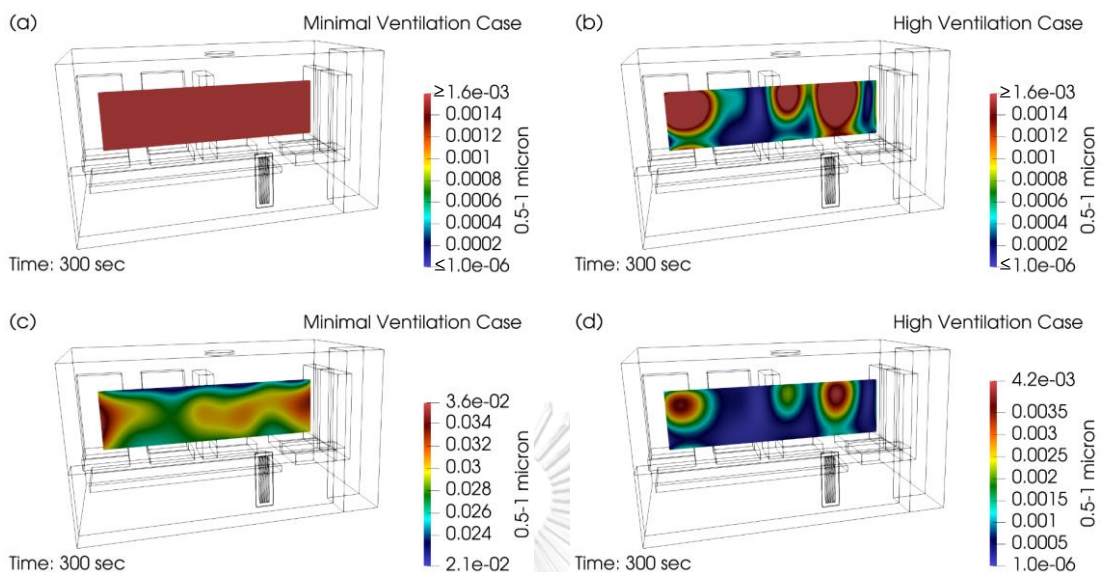 (a)
Minimal Ventilation Case
≥1.6e-03
0.0014
0.0012
0.001
0.0008
0.0006
0.0004
0.0002
≤1.0e-06
0.5-1 micron
Time: 300 sec
(b)
High Ventilation Case
≥1.6e-03
0.0014
0.0012
0.001
0.0008
0.0006
0.0004
0.0002
≤1.0e-06
0.5-1 micron
Time: 300 sec
(c)
Minimal Ventilation Case
3.6e-02
0.034
0.032
0.03
0.028
0.026
0.024
2.1e-02
0.5-1 micron
Time: 300 sec
(d)
High Ventilation Case
4.2e-03
0.0035
0.003
0.0025
0.002
0.0015
0.001
0.0005
1.0e-06
0.5-1 micron
Time: 300 sec